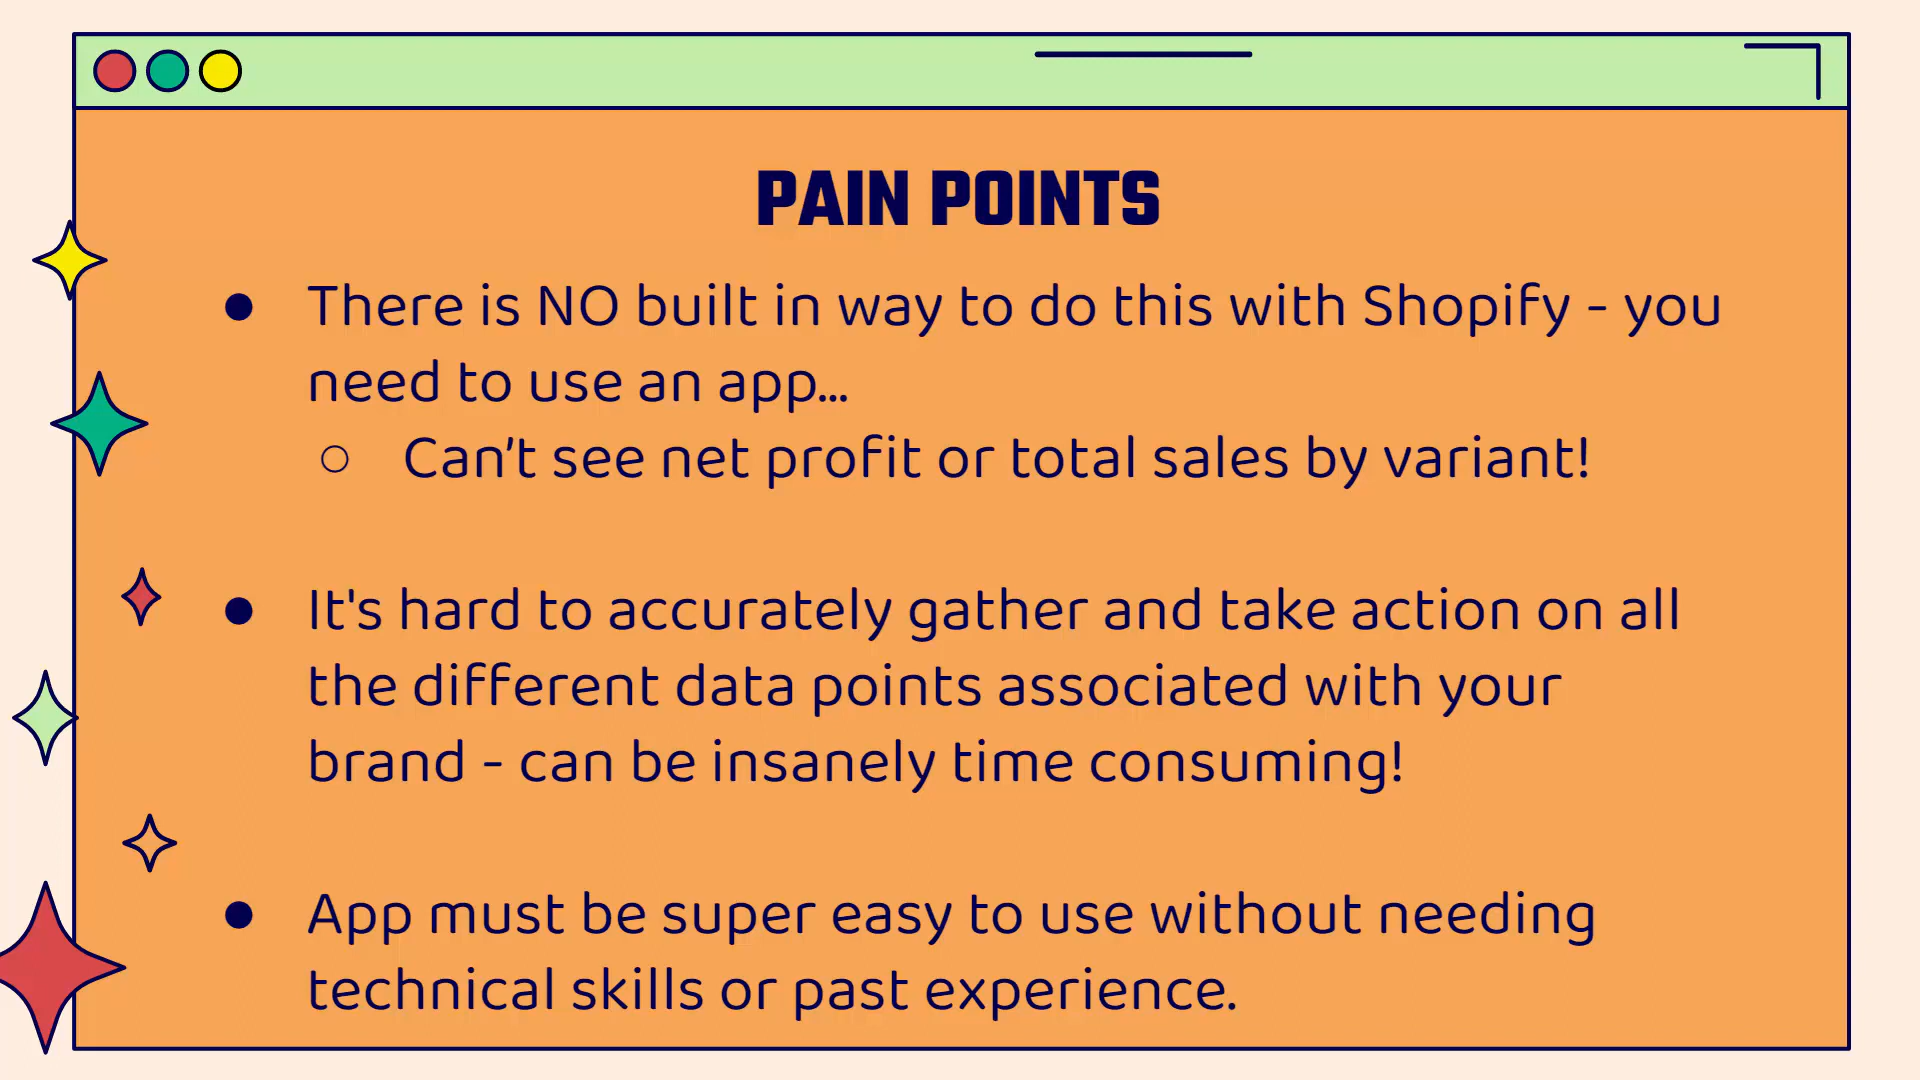 PAIN POINTS
● There is NO built in way to do this with Shopify - you
need to use an app...
○ Can’t see net profit or total sales by variant!
● It's hard to accurately gather and take action on all
the different data points associated with your
brand - can be insanely time consuming!
● App must be super easy to use without needing
technical skills or past experience.